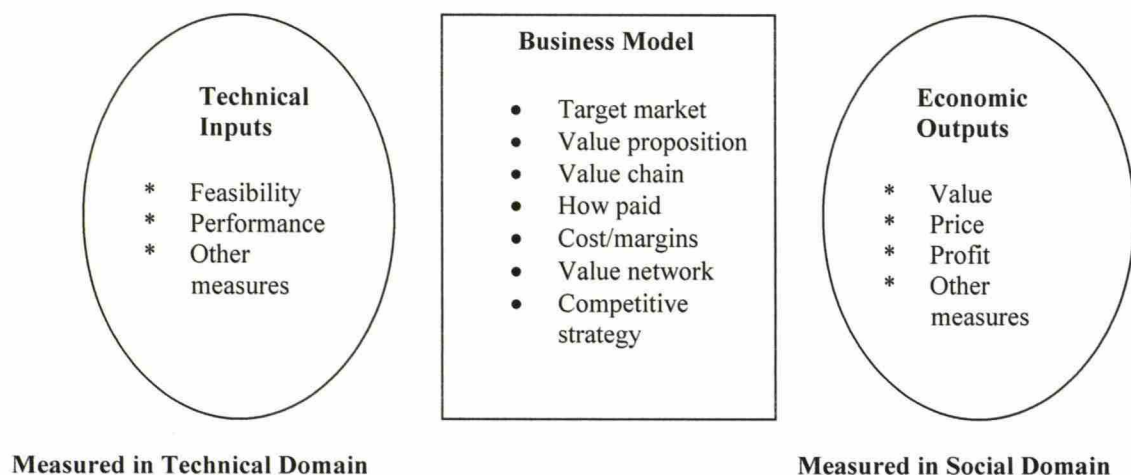 Technical
Inputs
* Feasibility
* Performance
* Other
measures
Business Model
• Target market
• Value proposition
• Value chain
• How paid
• Cost/margins
• Value network
• Competitive
strategy
Economic
Outputs
* Value
* Price
* Profit
* Other
measures
Measured in Technical Domain
Measured in Social Domain